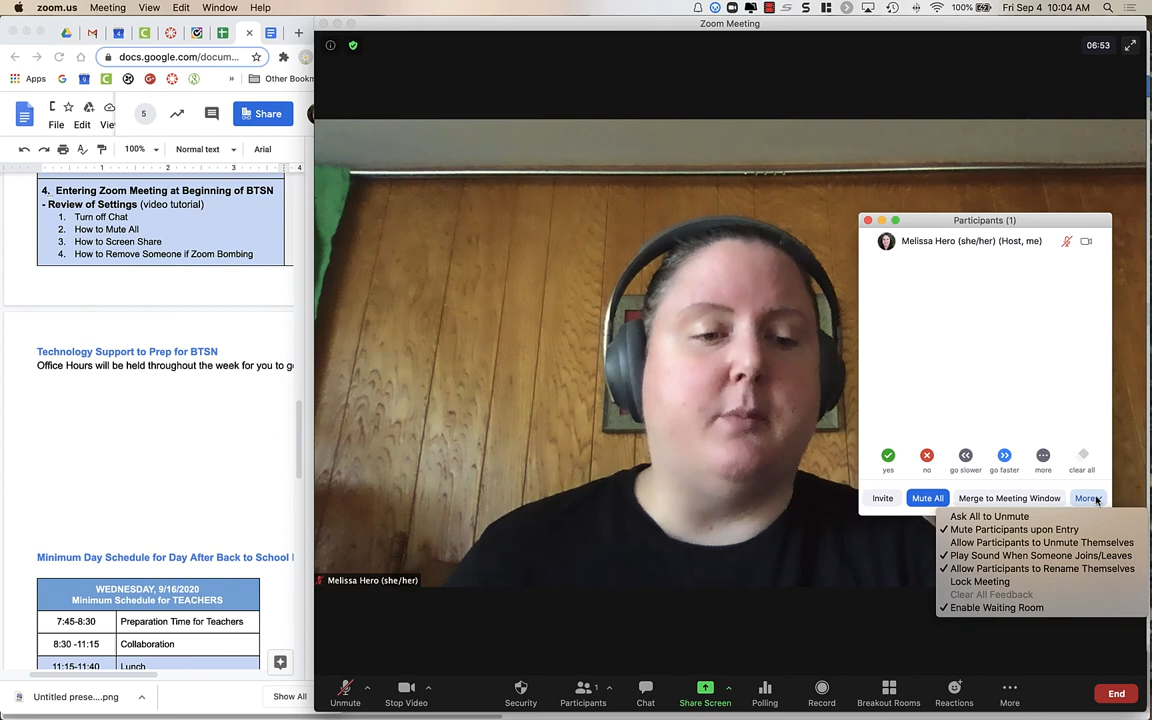 zoom.us Meeting View Edit Window Help
100% Fri Sep 4 10:04 AM
Zoom Meeting
docs.google.com/docum...
06:53
Apps
»
Other Bookm
5
Share
File Edit Vie
100% Normal text Arial
1 2 3 4
4. Entering Zoom Meeting at Beginning of BTSN
- Review of Settings (video tutorial)
1. Turn off Chat
2. How to Mute All
3. How to Screen Share
4. How to Remove Someone if Zoom Bombing
Technology Support to Prep for BTSN
Office Hours will be held throughout the week for you to g
Minimum Day Schedule for Day After Back to School
WEDNESDAY, 9/16/2020
Minimum Schedule for TEACHERS
7:45-8:30 Preparation Time for Teachers
8:30 -11:15 Collaboration
11:15-11:40 Lunch
Untitled prese....png
Show All
Participants (1)
Melissa Hero (she/her) (Host, me)
yes no go slower go faster more clear all
Invite Mute All Merge to Meeting Window More
Ask All to Unmute
✓ Mute Participants upon Entry
Allow Participants to Unmute Themselves
✓ Play Sound When Someone Joins/Leaves
✓ Allow Participants to Rename Themselves
Lock Meeting
Clear All Feedback
✓ Enable Waiting Room
Melissa Hero (she/her)
Unmute Stop Video Security Participants 1 Chat Share Screen Polling Record Breakout Rooms Reactions More End